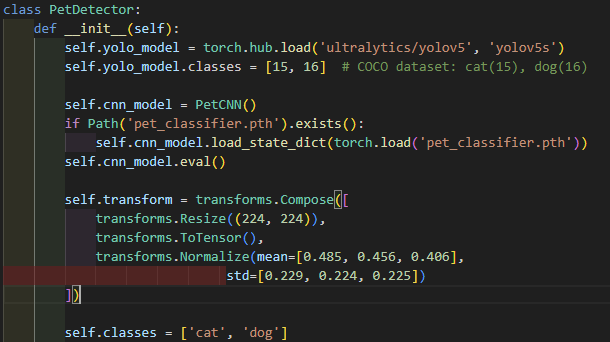 class PetDetector:
    def __init__(self):
        self.yolo_model = torch.hub.load('ultralytics/yolov5', 'yolov5s')
        self.yolo_model.classes = [15, 16]  # COCO dataset: cat(15), dog(16)

        self.cnn_model = PetCNN()
        if Path('pet_classifier.pth').exists():
            self.cnn_model.load_state_dict(torch.load('pet_classifier.pth'))
        self.cnn_model.eval()

        self.transform = transforms.Compose([
            transforms.Resize((224, 224)),
            transforms.ToTensor(),
            transforms.Normalize(mean=[0.485, 0.456, 0.406],
                                 std=[0.229, 0.224, 0.225])
        ])

        self.classes = ['cat', 'dog']